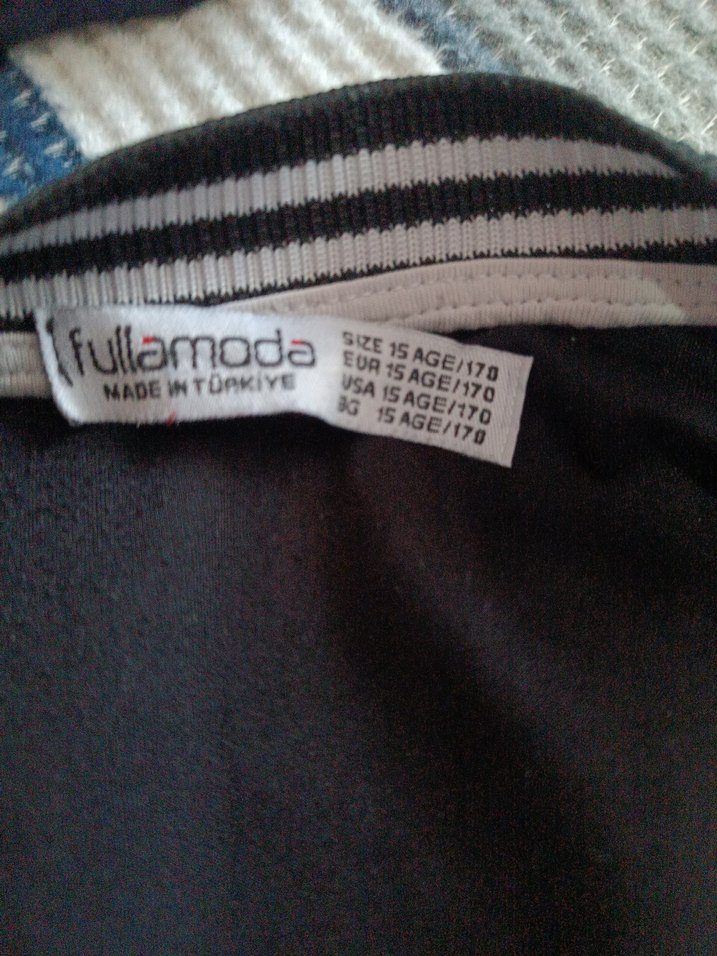 fullamoda
MADE IN TÜRKİYE
SIZE 15 AGE/170
EUR 15 AGE/170
USA 15 AGE/170
BG 15 AGE/170